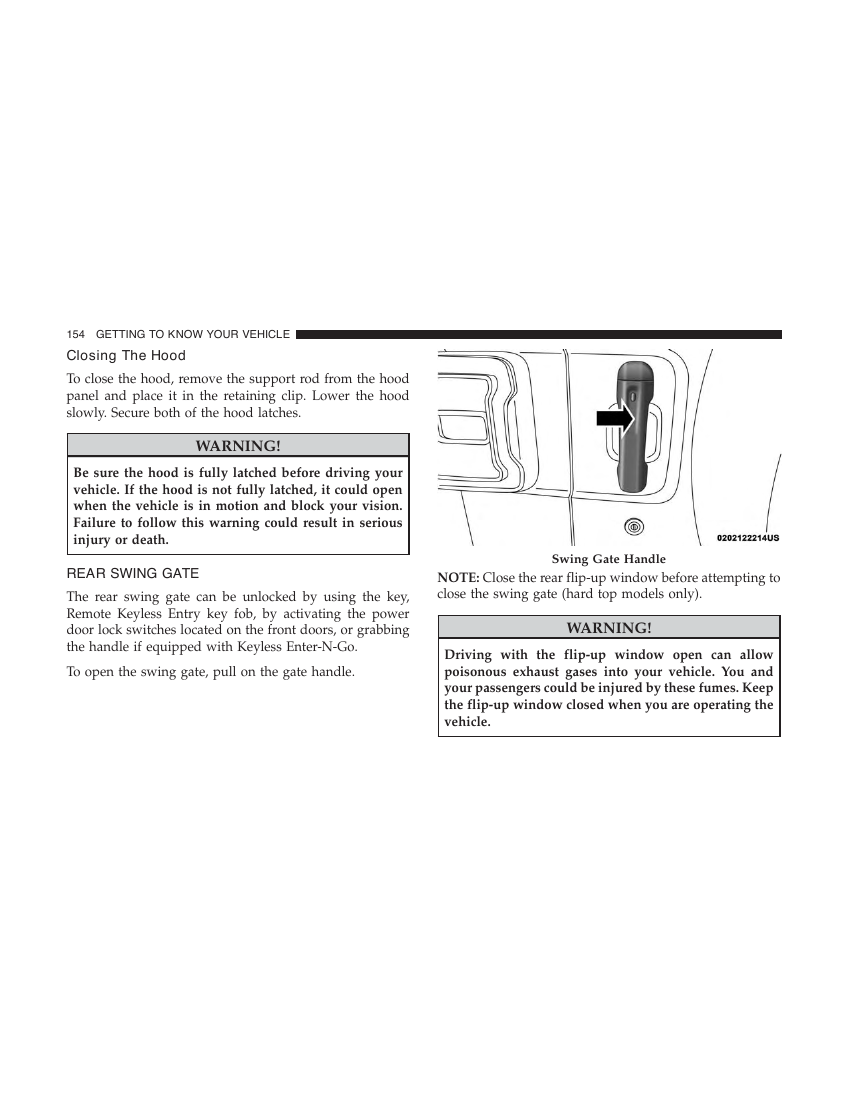 154 GETTING TO KNOW YOUR VEHICLE
Closing The Hood
To close the hood, remove the support rod from the hood
panel and place it in the retaining clip. Lower the hood
slowly. Secure both of the hood latches.
WARNING!
Be sure the hood is fully latched before driving your
vehicle. If the hood is not fully latched, it could open
when the vehicle is in motion and block your vision.
Failure to follow this warning could result in serious
injury or death.
REAR SWING GATE
The rear swing gate can be unlocked by using the key,
Remote Keyless Entry key fob, by activating the power
door lock switches located on the front doors, or grabbing
the handle if equipped with Keyless Enter-N-Go.
To open the swing gate, pull on the gate handle.
0202122214US
Swing Gate Handle
NOTE: Close the rear flip-up window before attempting to
close the swing gate (hard top models only).
WARNING!
Driving with the flip-up window open can allow
poisonous exhaust gases into your vehicle. You and
your passengers could be injured by these fumes. Keep
the flip-up window closed when you are operating the
vehicle.